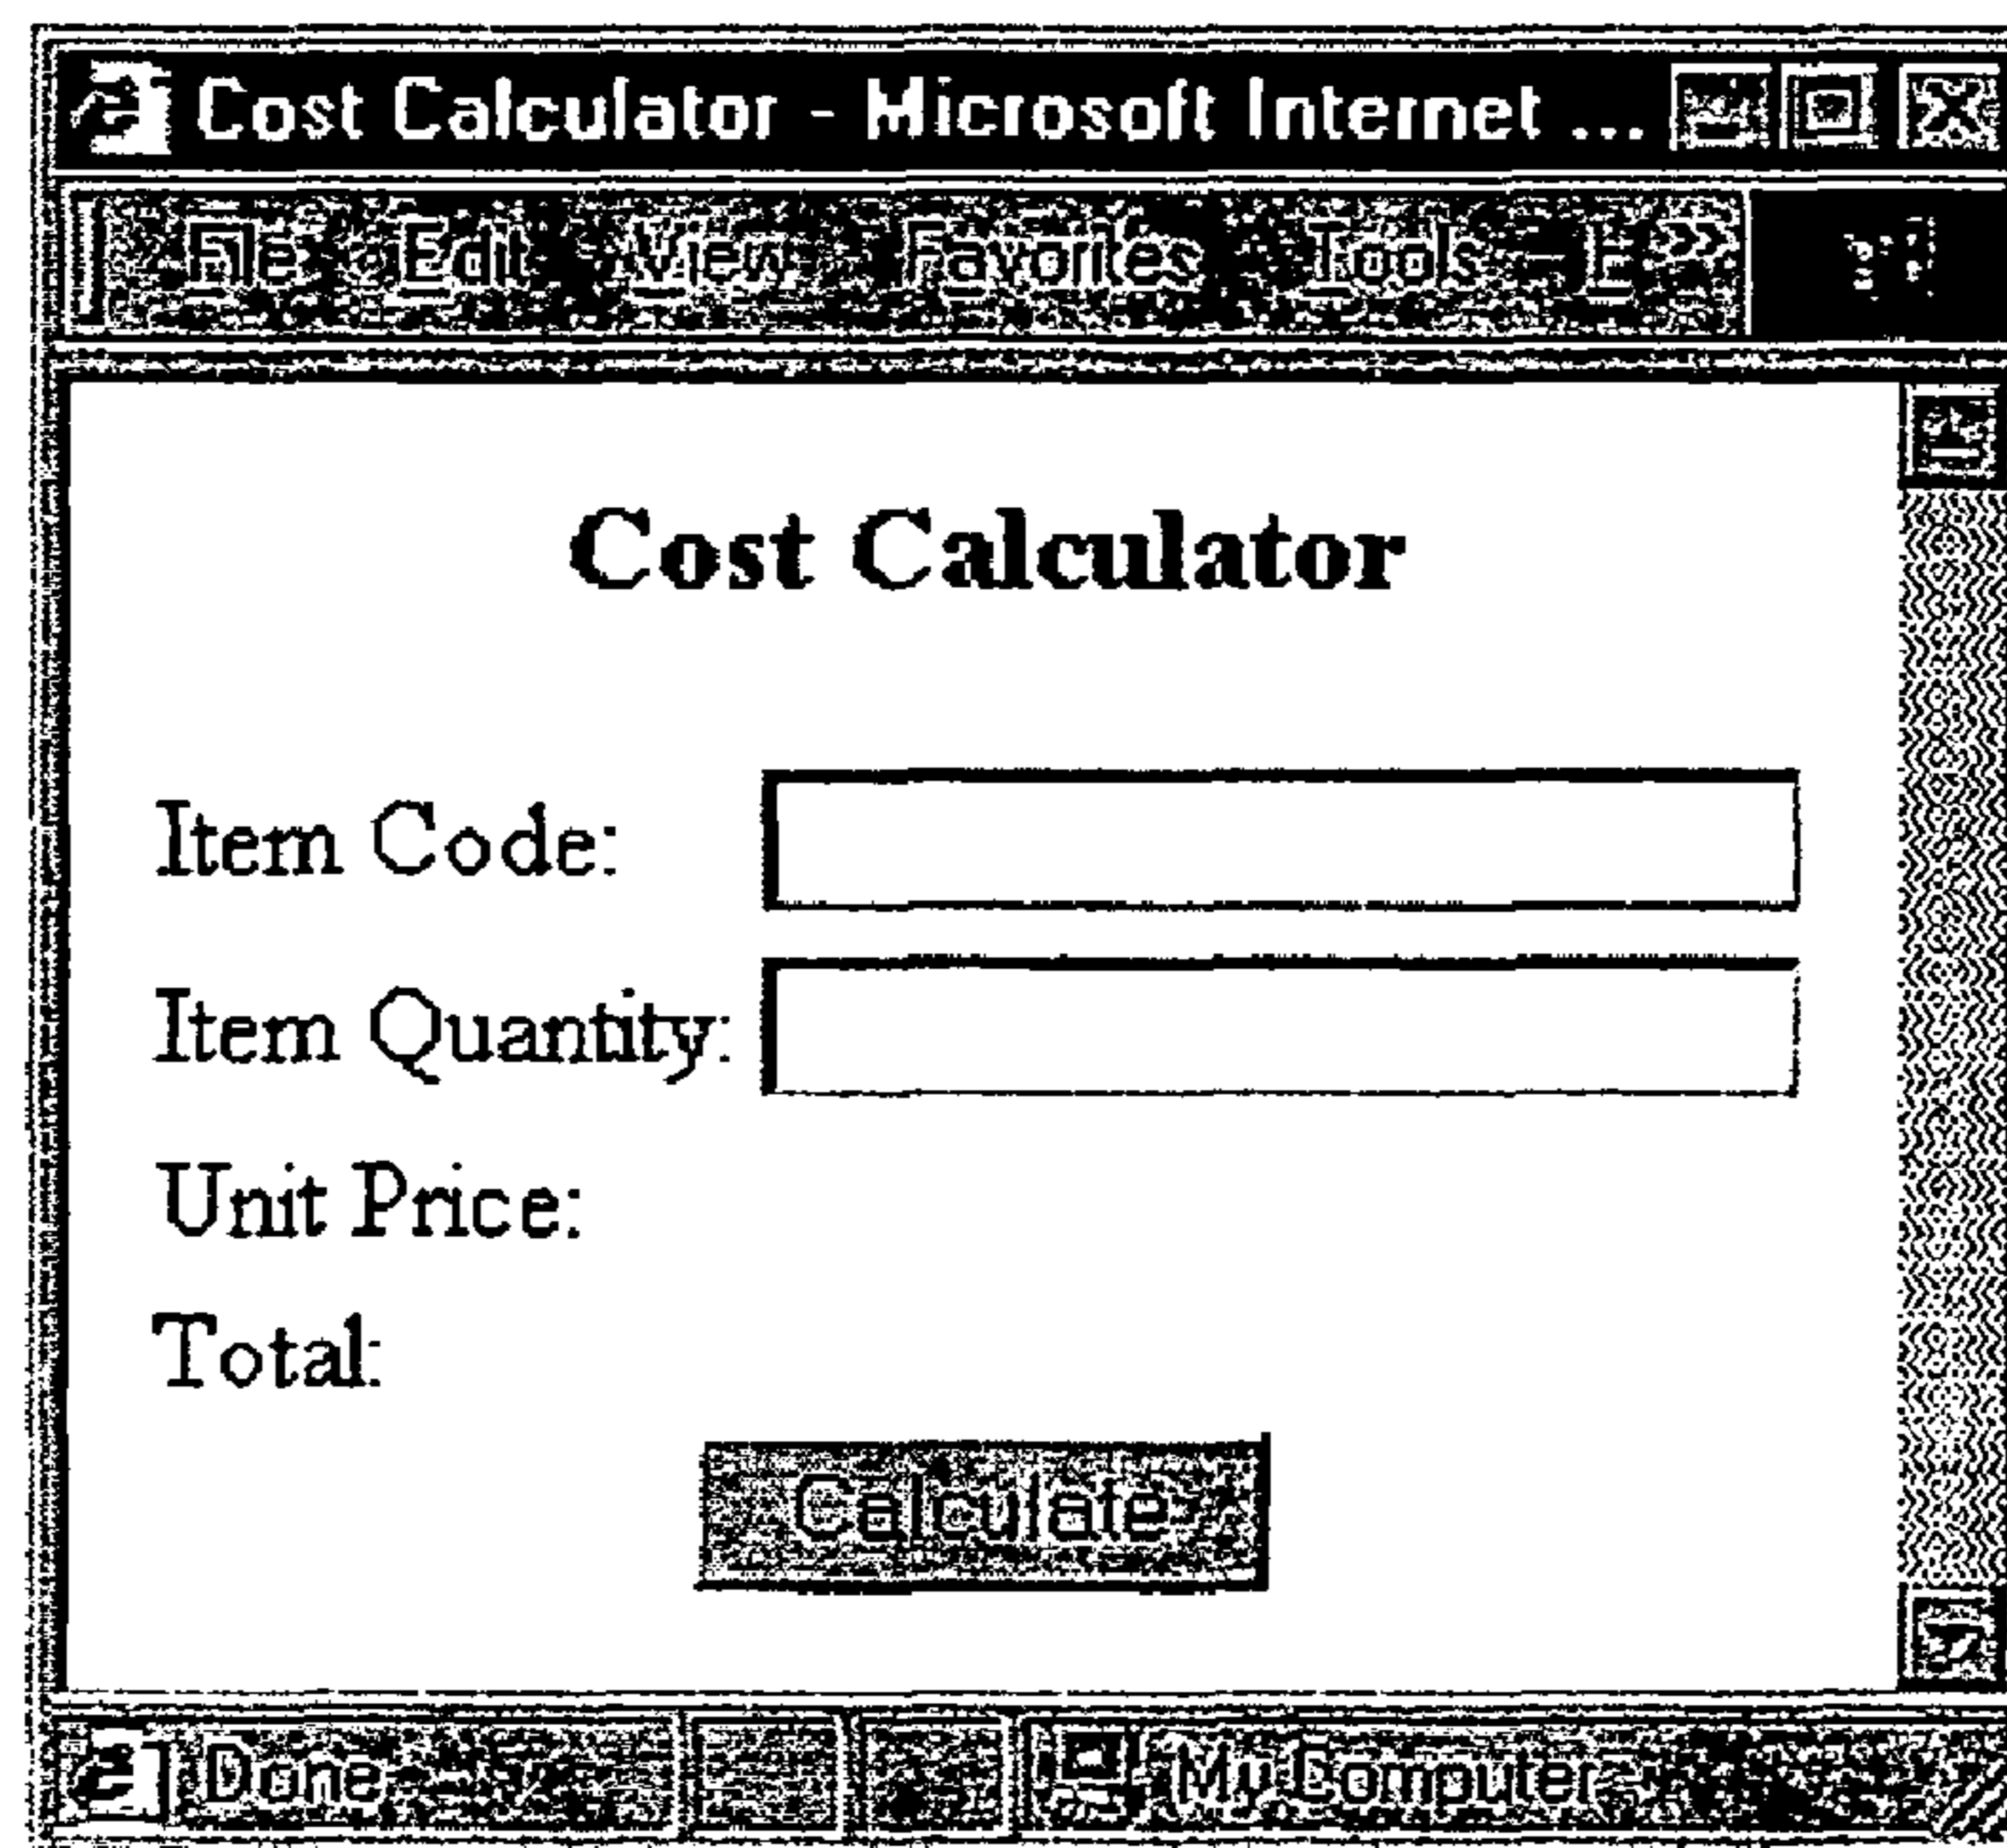 Cost Calculator - Microsoft Internet ...
File Edit View Favorites Tools H »
Cost Calculator
Item Code:
Item Quantity:
Unit Price:
Total:
Calculate
Done My Computer